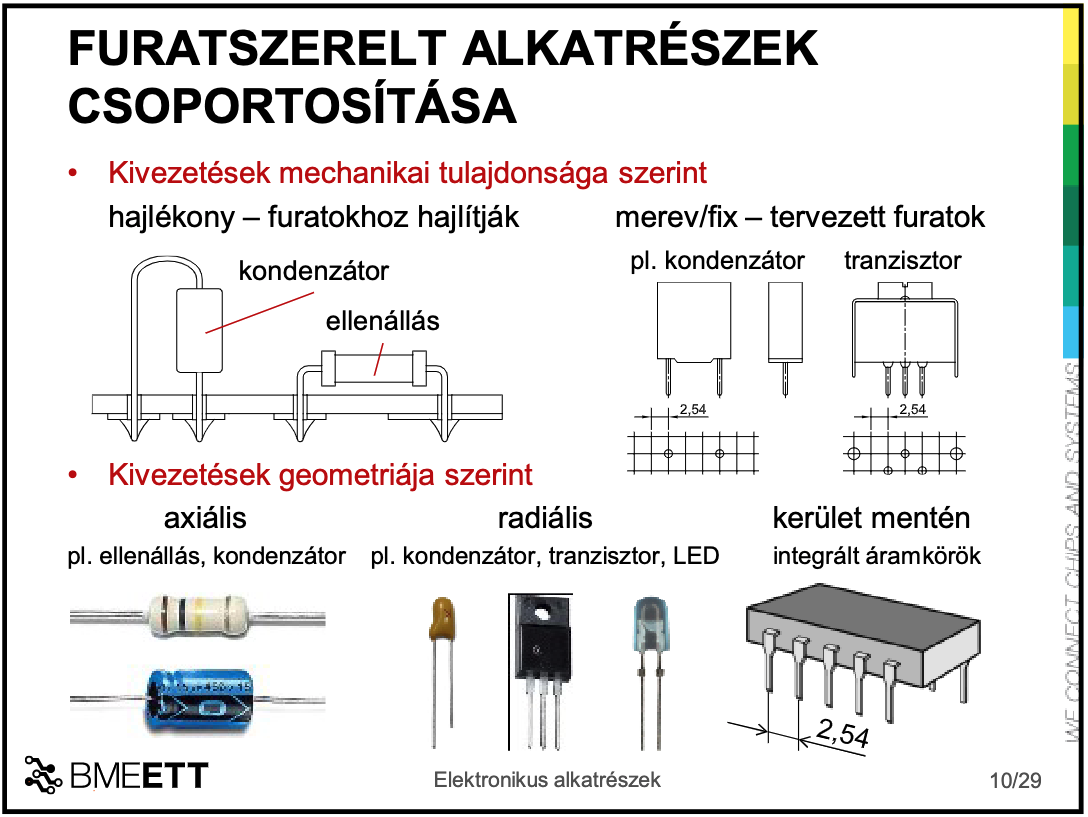 FURATSZERELT ALKATRÉSZEK
CSOPORTOSÍTÁSA
• Kivezetések mechanikai tulajdonsága szerint
hajlékony – furatokhoz hajlítják
merev/fix – tervezett furatok
kondenzátor
ellenállás
pl. kondenzátor
tranzisztor
2,54
2,54
• Kivezetések geometriája szerint
axiális
radiális
kerület mentén
pl. ellenállás, kondenzátor
pl. kondenzátor, tranzisztor, LED
integrált áramkörök
2,54
BMEETT
Elektronikus alkatrészek
10/29
WE CONNECT CHIPS AND SYSTEMS